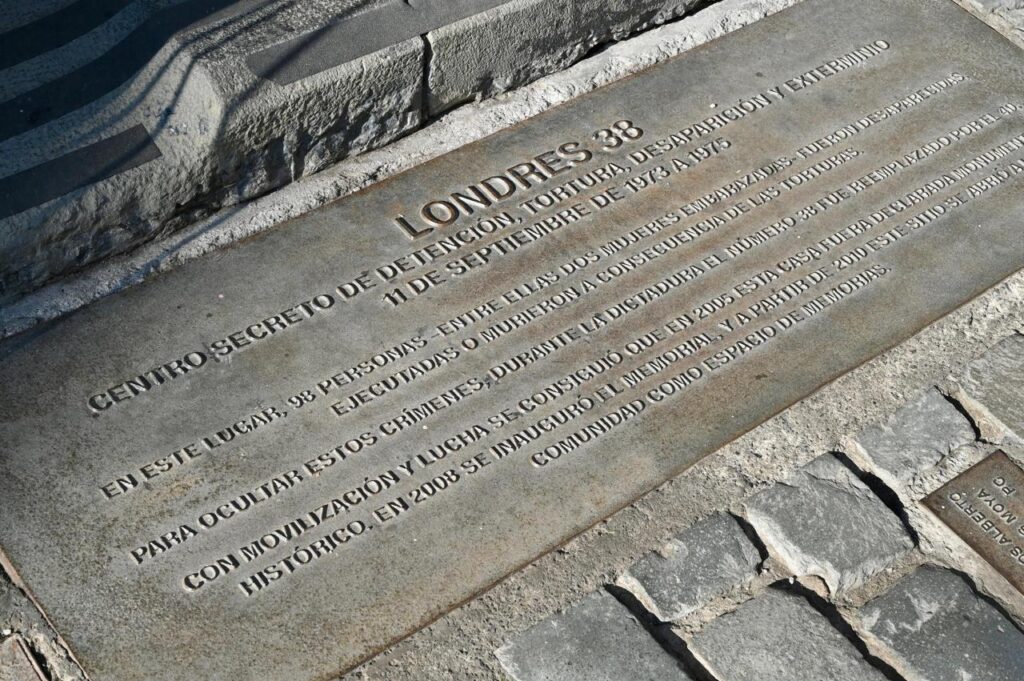 LONDRES 38
CENTRO SECRETO DE DETENCIÓN, TORTURA, DESAPARICIÓN Y EXTERMINIO
11 DE SEPTIEMBRE DE 1973 A 1975
EN ESTE LUGAR, 98 PERSONAS -ENTRE ELLAS DOS MUJERES EMBARAZADAS- FUERON DESAPARECIDAS,
EJECUTADAS O MURIERON A CONSECUENCIA DE LAS TORTURAS.
PARA OCULTAR ESTOS CRÍMENES, DURANTE LA DICTADURA EL NÚMERO 38 FUE REEMPLAZADO POR EL 40.
CON MOVILIZACIÓN Y LUCHA SE CONSIGUIÓ QUE EN 2005 ESTA CASA FUERA DECLARADA
HISTÓRICO. EN 2008 SE INAUGURÓ EL MEMORIAL, Y A PARTIR DE 2010 ESTE SITIO SE ABRIÓ A
COMUNIDAD COMO ESPACIO DE MEMORIAS.
ALBERTO
MOYA
PC